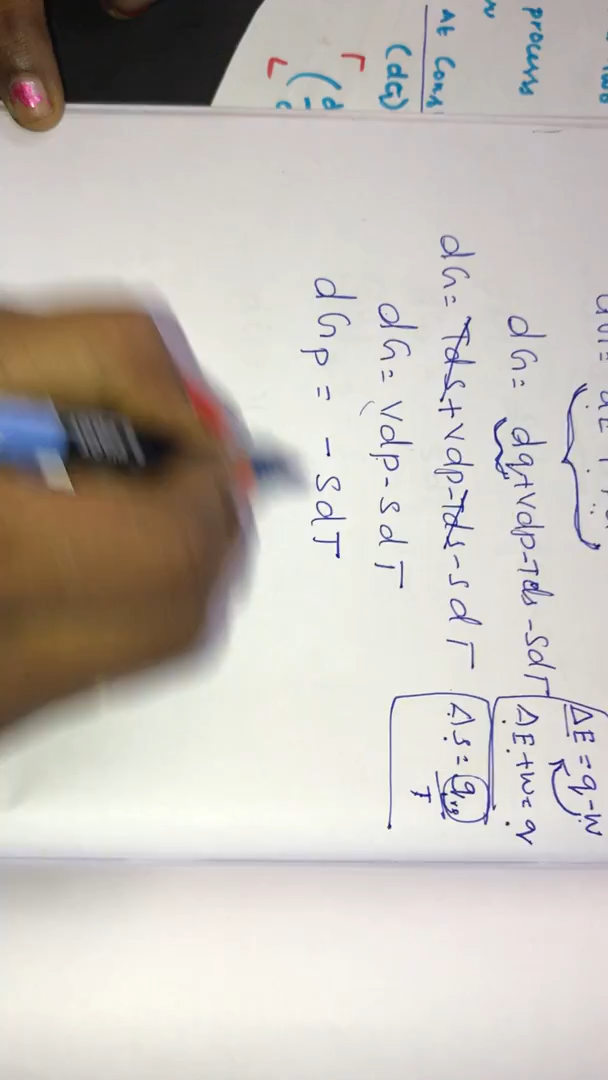 process
At Cons
(dG)
dG = dq+Vdp-Tds-SdT
dG = Tds+Vdp-Tds-SdT
dG = Vdp-SdT
dGp = -SdT
ΔE = q-w
ΔE+w = q
ΔS = qrev/T